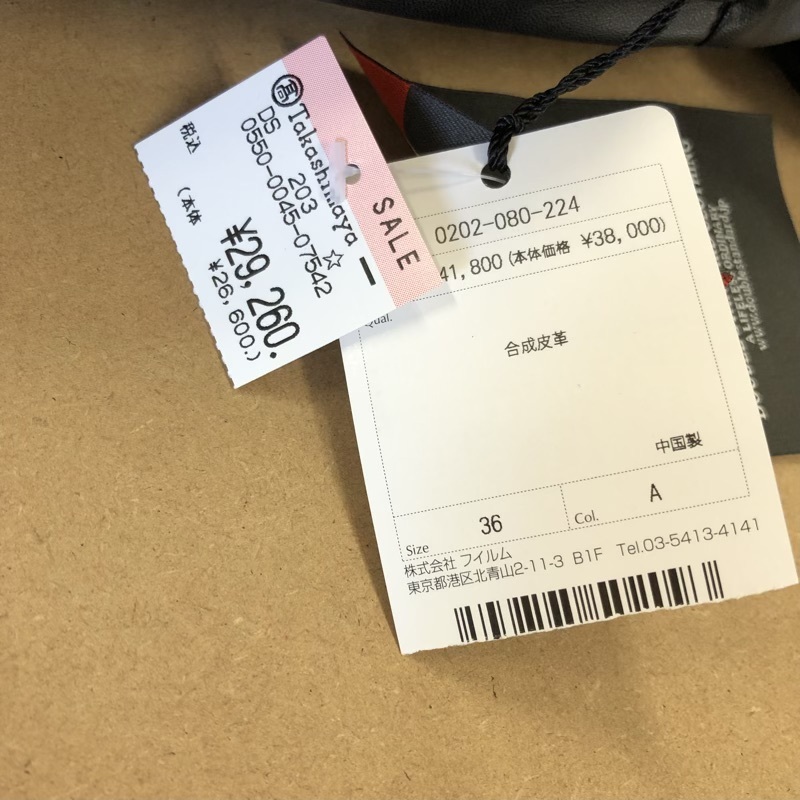 高 Takashimaya
DS 203 ☆
0550-0045-07542
SALE
税込 ¥29,260.
(本体 ¥26,600.)
0202-080-224
41,800 (本体価格 ¥38,000)
Qual.
合成皮革
中国製
Size 36 Col. A
株式会社 フイルム
東京都港区北青山2-11-3 B1F Tel.03-5413-4141